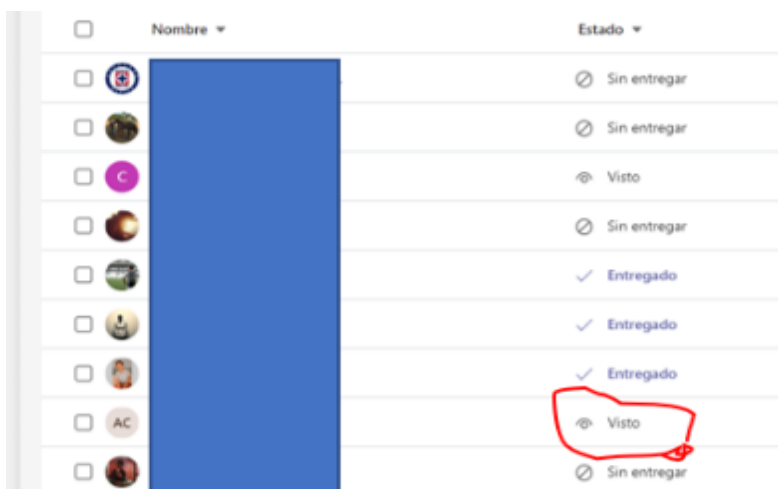 Nombre Estado
Sin entregar
Sin entregar
C Visto
Sin entregar
Entregado
Entregado
Entregado
AC Visto
Sin entregar